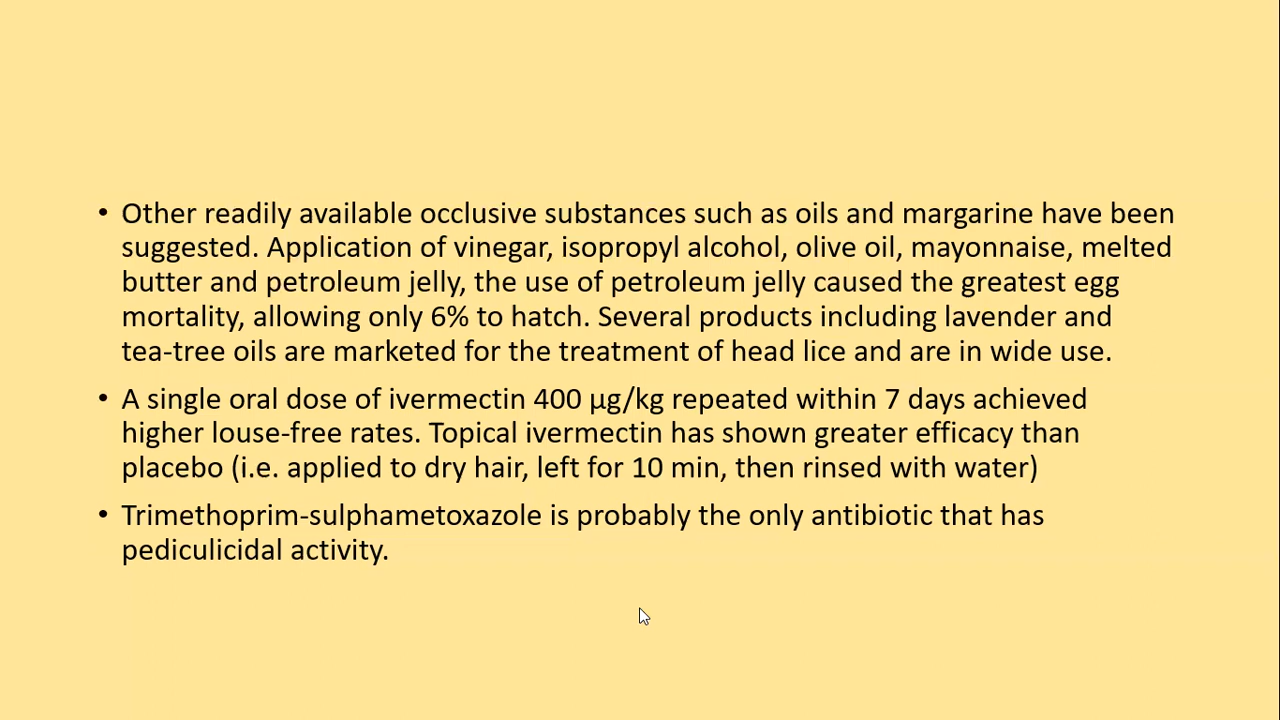 • Other readily available occlusive substances such as oils and margarine have been
suggested. Application of vinegar, isopropyl alcohol, olive oil, mayonnaise, melted
butter and petroleum jelly, the use of petroleum jelly caused the greatest egg
mortality, allowing only 6% to hatch. Several products including lavender and
tea-tree oils are marketed for the treatment of head lice and are in wide use.
• A single oral dose of ivermectin 400 µg/kg repeated within 7 days achieved
higher louse-free rates. Topical ivermectin has shown greater efficacy than
placebo (i.e. applied to dry hair, left for 10 min, then rinsed with water)
• Trimethoprim-sulphametoxazole is probably the only antibiotic that has
pediculicidal activity.